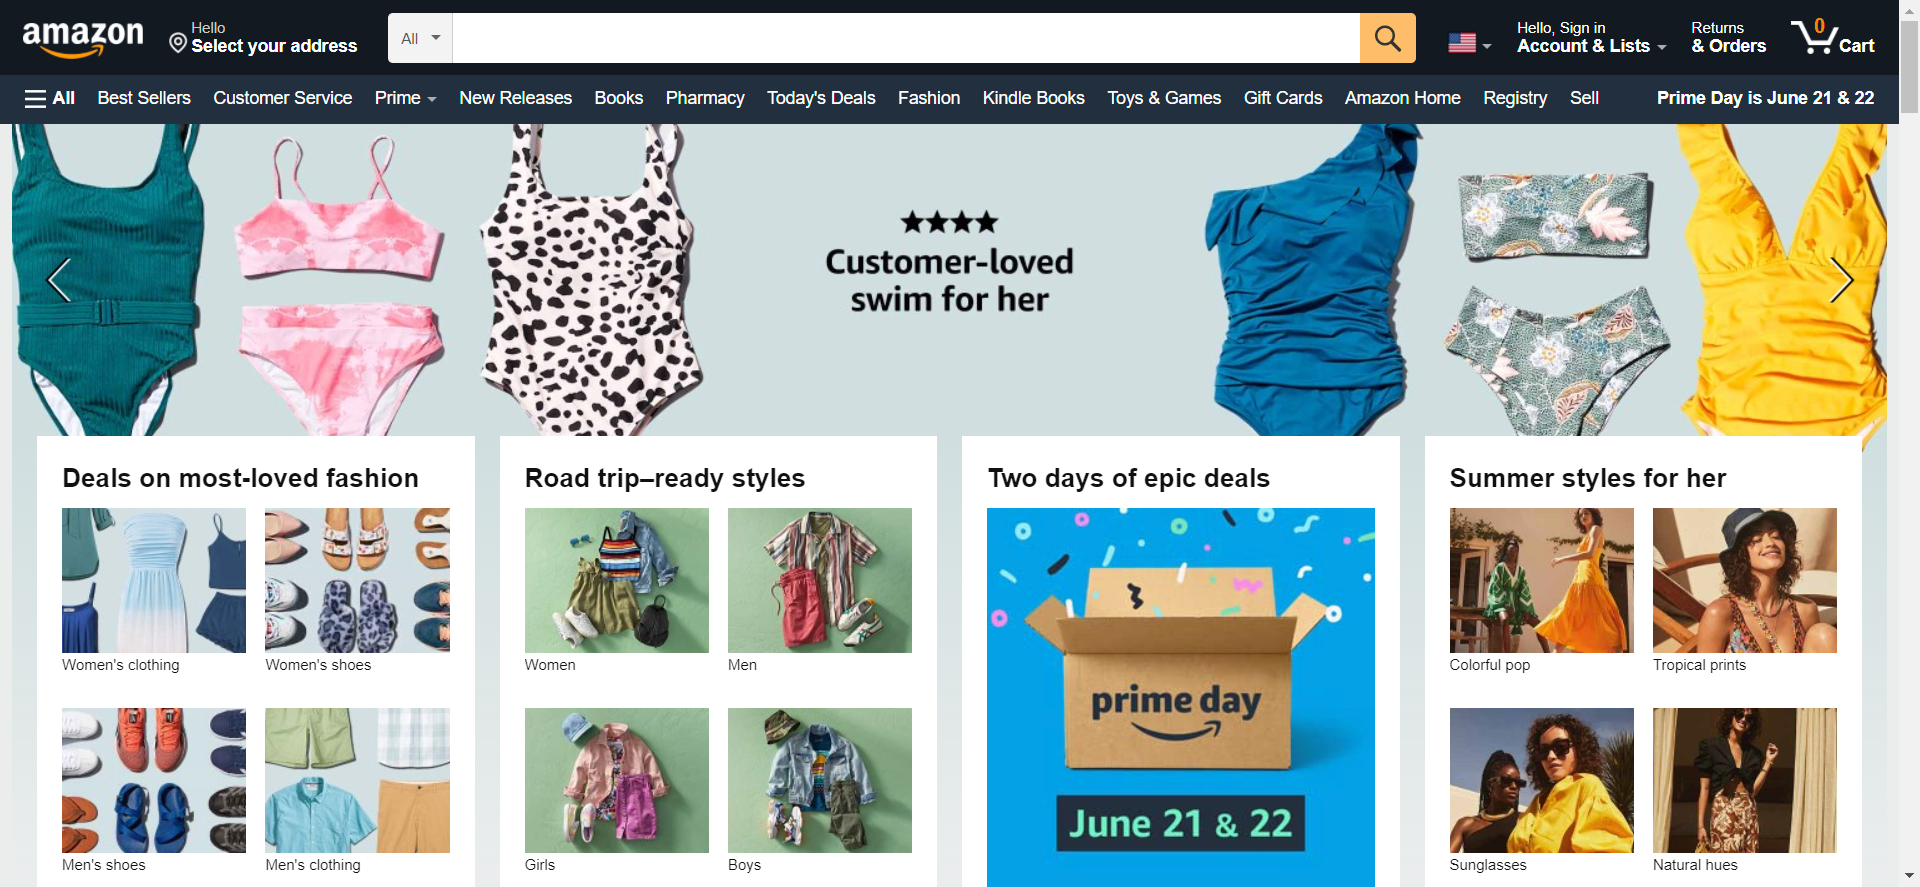 amazon
Hello
Select your address
All
Hello, Sign in
Account & Lists
Returns
& Orders
0
Cart
All
Best Sellers
Customer Service
Prime
New Releases
Books
Pharmacy
Today's Deals
Fashion
Kindle Books
Toys & Games
Gift Cards
Amazon Home
Registry
Sell
Prime Day is June 21 & 22
Customer-loved
swim for her
Deals on most-loved fashion
Women's clothing
Women's shoes
Men's shoes
Men's clothing
Road trip–ready styles
Women
Men
Girls
Boys
Two days of epic deals
prime day
June 21 & 22
Summer styles for her
Colorful pop
Tropical prints
Sunglasses
Natural hues